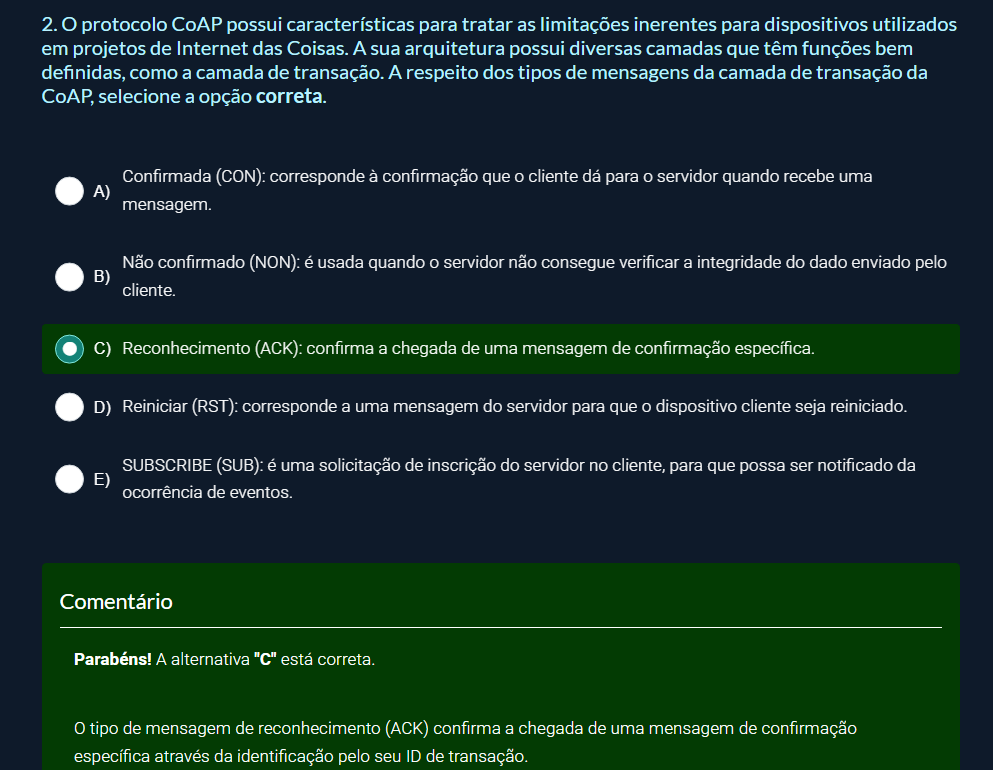 2. O protocolo CoAP possui características para tratar as limitações inerentes para dispositivos utilizados
em projetos de Internet das Coisas. A sua arquitetura possui diversas camadas que têm funções bem
definidas, como a camada de transação. A respeito dos tipos de mensagens da camada de transação da
CoAP, selecione a opção correta.
A) Confirmada (CON): corresponde à confirmação que o cliente dá para o servidor quando recebe uma
mensagem.
B) Não confirmado (NON): é usada quando o servidor não consegue verificar a integridade do dado enviado pelo
cliente.
C) Reconhecimento (ACK): confirma a chegada de uma mensagem de confirmação específica.
D) Reiniciar (RST): corresponde a uma mensagem do servidor para que o dispositivo cliente seja reiniciado.
E) SUBSCRIBE (SUB): é uma solicitação de inscrição do servidor no cliente, para que possa ser notificado da
ocorrência de eventos.
Comentário
Parabéns! A alternativa "C" está correta.
O tipo de mensagem de reconhecimento (ACK) confirma a chegada de uma mensagem de confirmação
específica através da identificação pelo seu ID de transação.